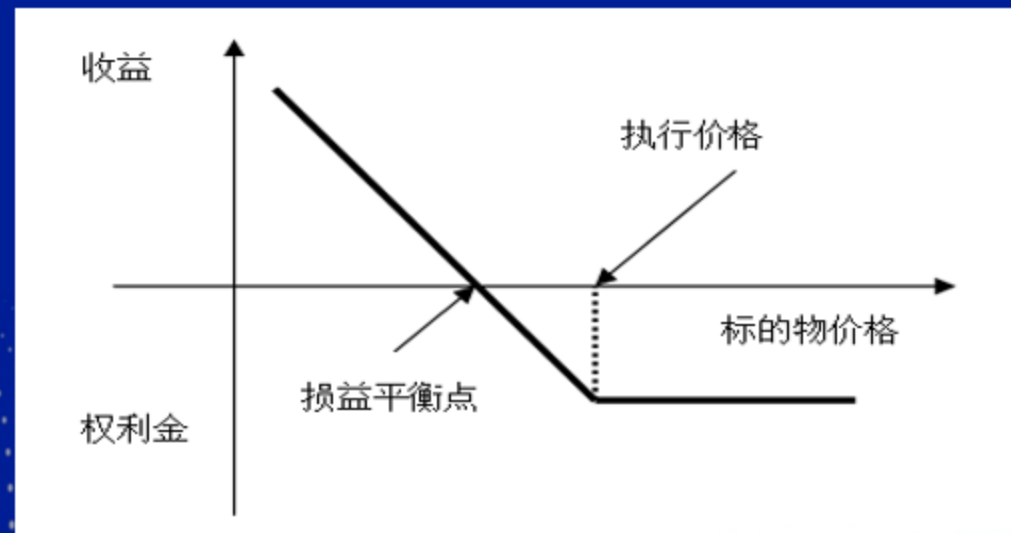 收益
执行价格
标的物价格
损益平衡点
权利金